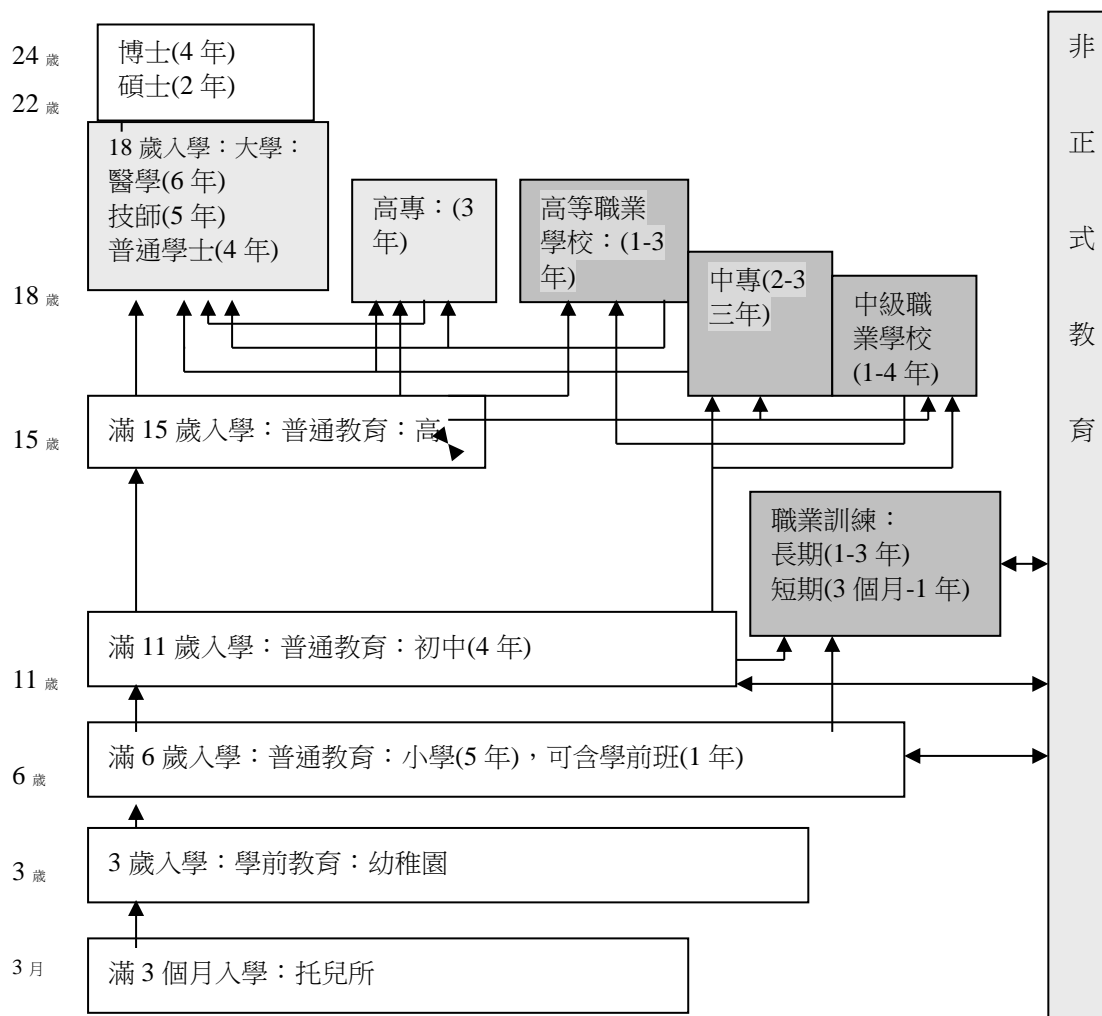 24 歲
博士(4 年)
碩士(2 年)
22 歲
18 歲入學：大學：
醫學(6 年)
技師(5 年)
普通學士(4 年)
高專：(3
年)
高等職業
學校：(1-3
年)
中專(2-3
三年)
中級職
業學校
(1-4 年)
18 歲
滿 15 歲入學：普通教育：高
15 歲
職業訓練：
長期(1-3 年)
短期(3 個月-1 年)
滿 11 歲入學：普通教育：初中(4 年)
11 歲
滿 6 歲入學：普通教育：小學(5 年)，可含學前班(1 年)
6 歲
3 歲入學：學前教育：幼稚園
3 歲
滿 3 個月入學：托兒所
3 月
非
正
式
教
育